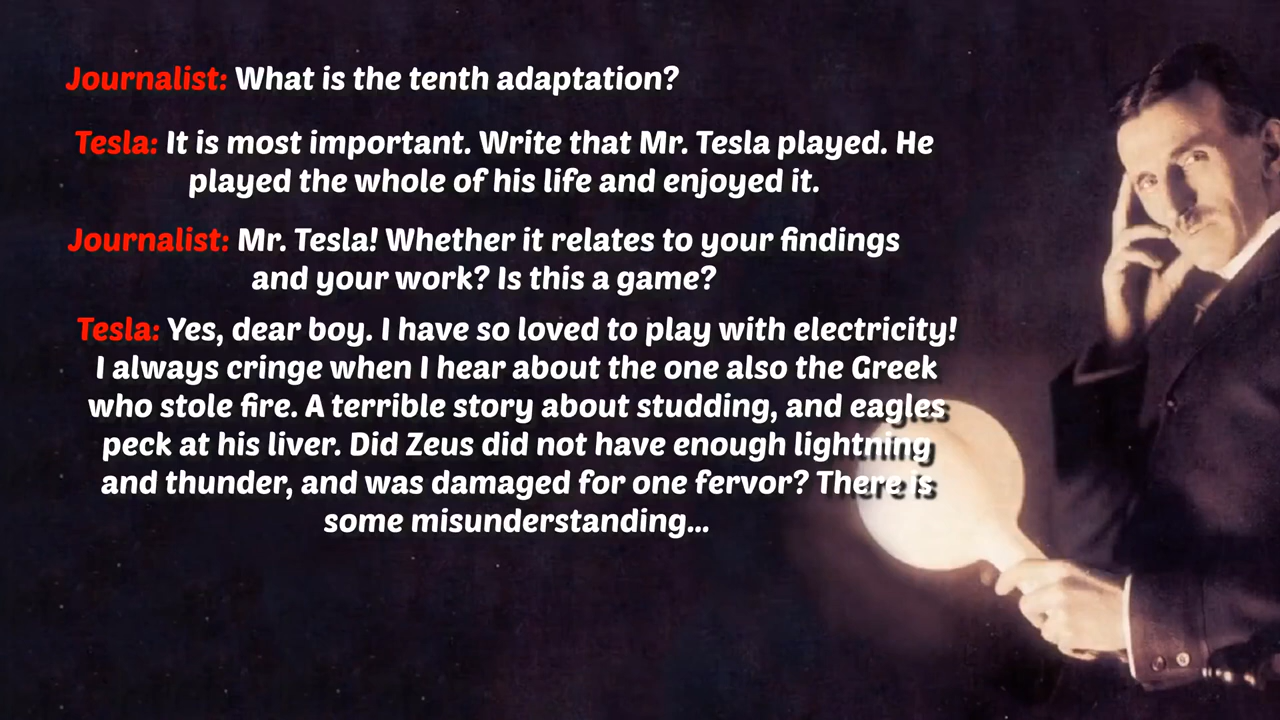 Journalist: What is the tenth adaptation?
Tesla: It is most important. Write that Mr. Tesla played. He
played the whole of his life and enjoyed it.
Journalist: Mr. Tesla! Whether it relates to your findings
and your work? Is this a game?
Tesla: Yes, dear boy. I have so loved to play with electricity!
I always cringe when I hear about the one also the Greek
who stole fire. A terrible story about studding, and eagles
peck at his liver. Did Zeus did not have enough lightning
and thunder, and was damaged for one fervor? There is
some misunderstanding...